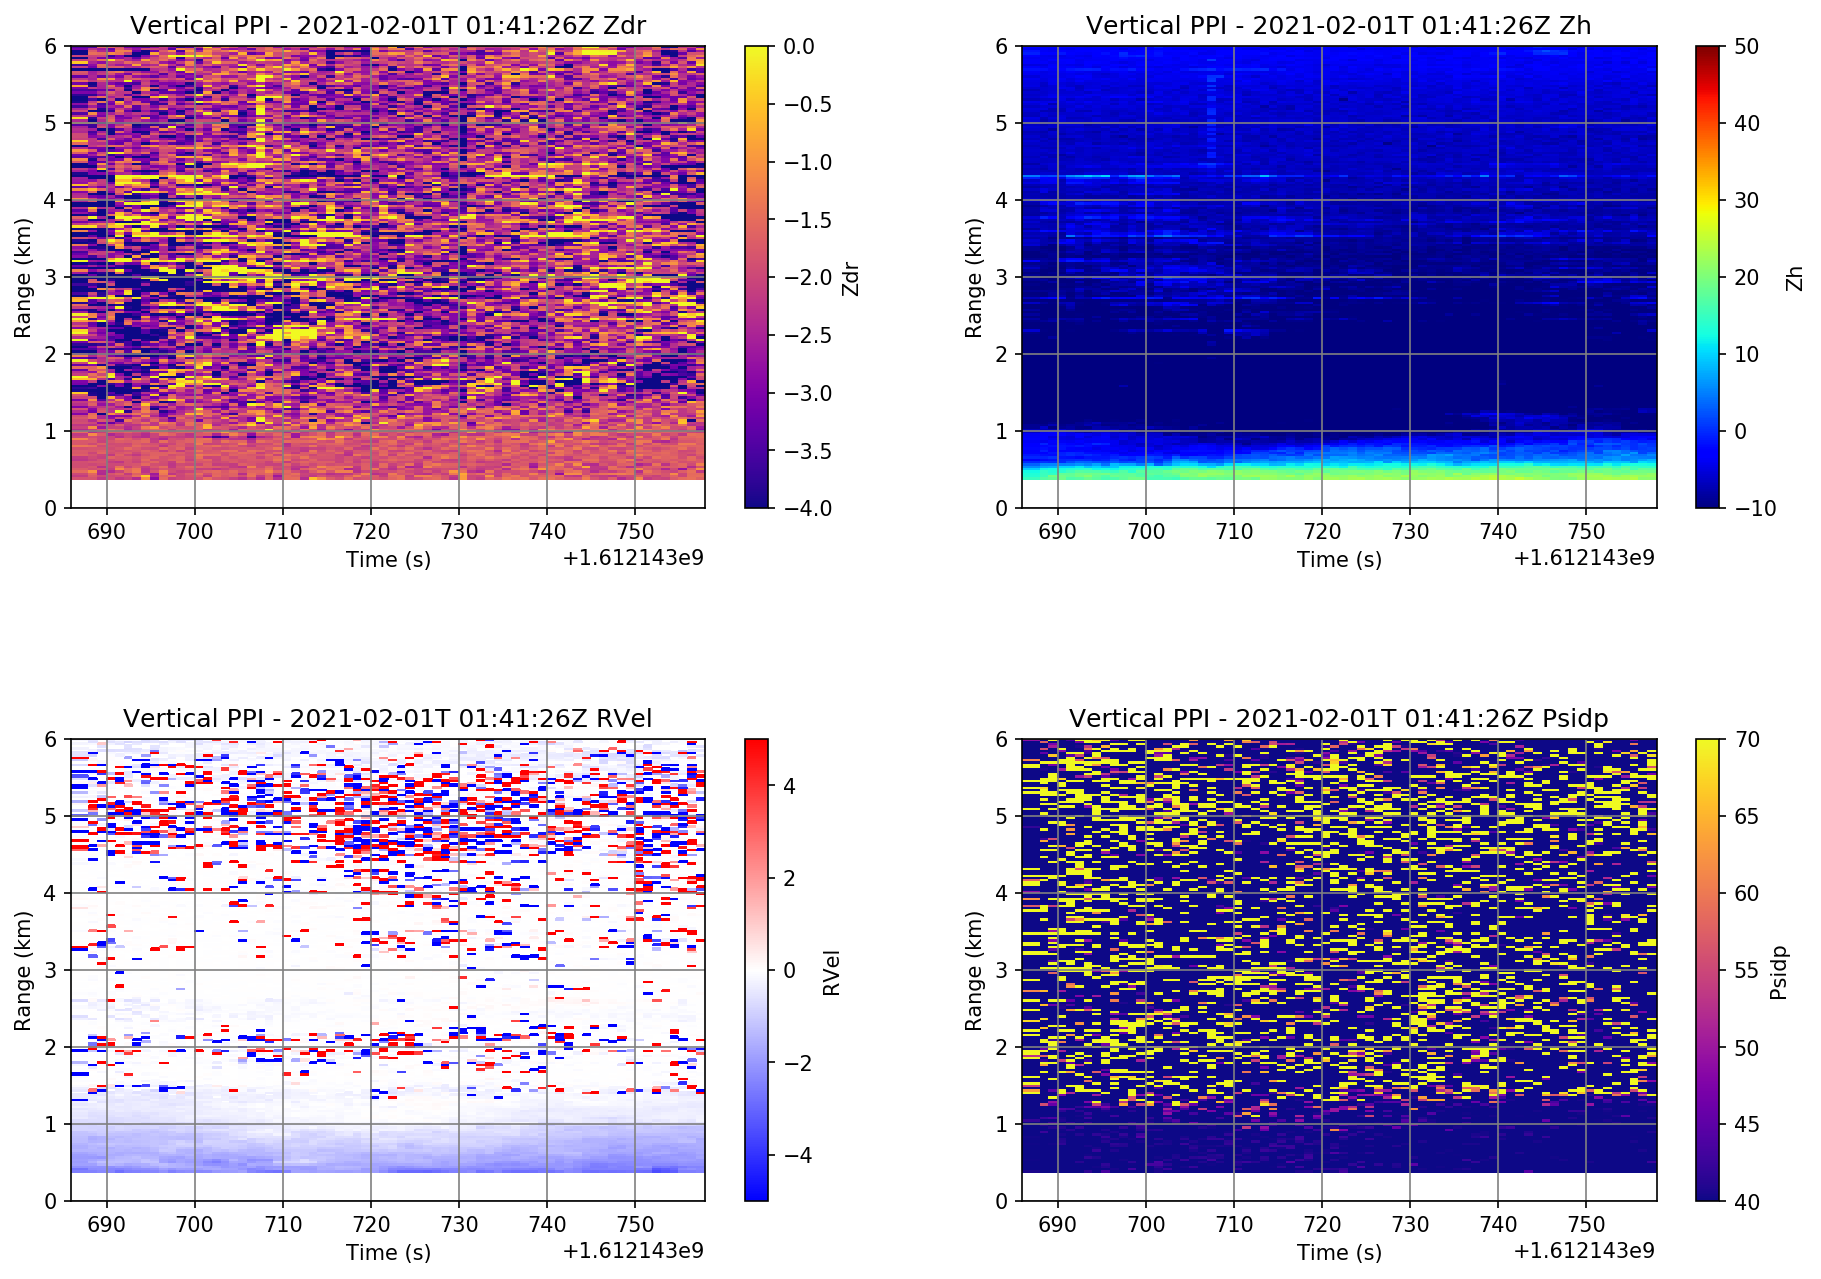 Vertical PPI - 2021-02-01T 01:41:26Z Zdr
6
5
4
3
2
1
0
Range (km)
690 700 710 720 730 740 750
Time (s)
+1.612143e9
0.0
−0.5
−1.0
−1.5
−2.0
−2.5
−3.0
−3.5
−4.0
Zdr
Vertical PPI - 2021-02-01T 01:41:26Z Zh
6
5
4
3
2
1
0
Range (km)
690 700 710 720 730 740 750
Time (s)
+1.612143e9
50
40
30
20
10
0
−10
Zh
Vertical PPI - 2021-02-01T 01:41:26Z RVel
6
5
4
3
2
1
0
Range (km)
690 700 710 720 730 740 750
Time (s)
+1.612143e9
4
2
0
−2
−4
RVel
Vertical PPI - 2021-02-01T 01:41:26Z Psidp
6
5
4
3
2
1
0
Range (km)
690 700 710 720 730 740 750
Time (s)
+1.612143e9
70
65
60
55
50
45
40
Psidp